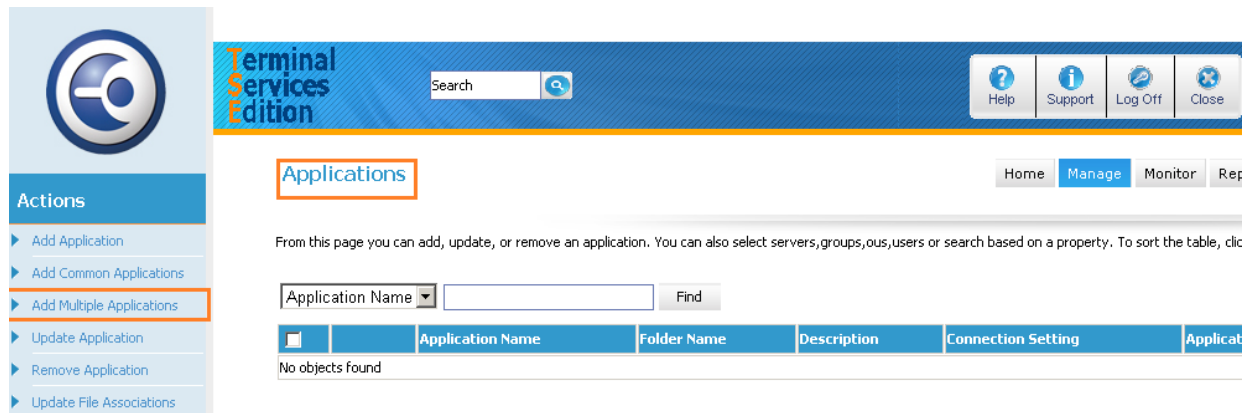 Terminal
Services
Edition
Search
Help
Support
Log Off
Close
Applications
Home
Manage
Monitor
Rep
Actions
Add Application
Add Common Applications
Add Multiple Applications
Update Application
Remove Application
Update File Associations
From this page you can add, update, or remove an application. You can also select servers,groups,ous,users or search based on a property. To sort the table, clic
Application Name
Find
Application Name Folder Name Description Connection Setting Applicat
No objects found